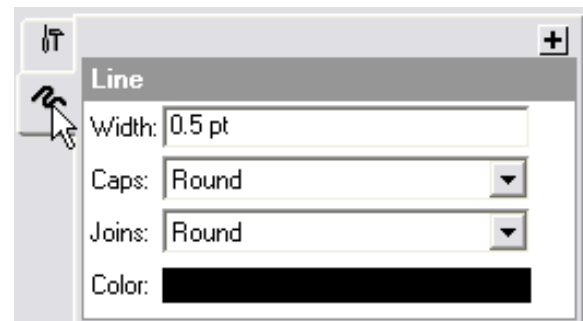 Line
Width: 0.5 pt
Caps: Round
Joins: Round
Color: